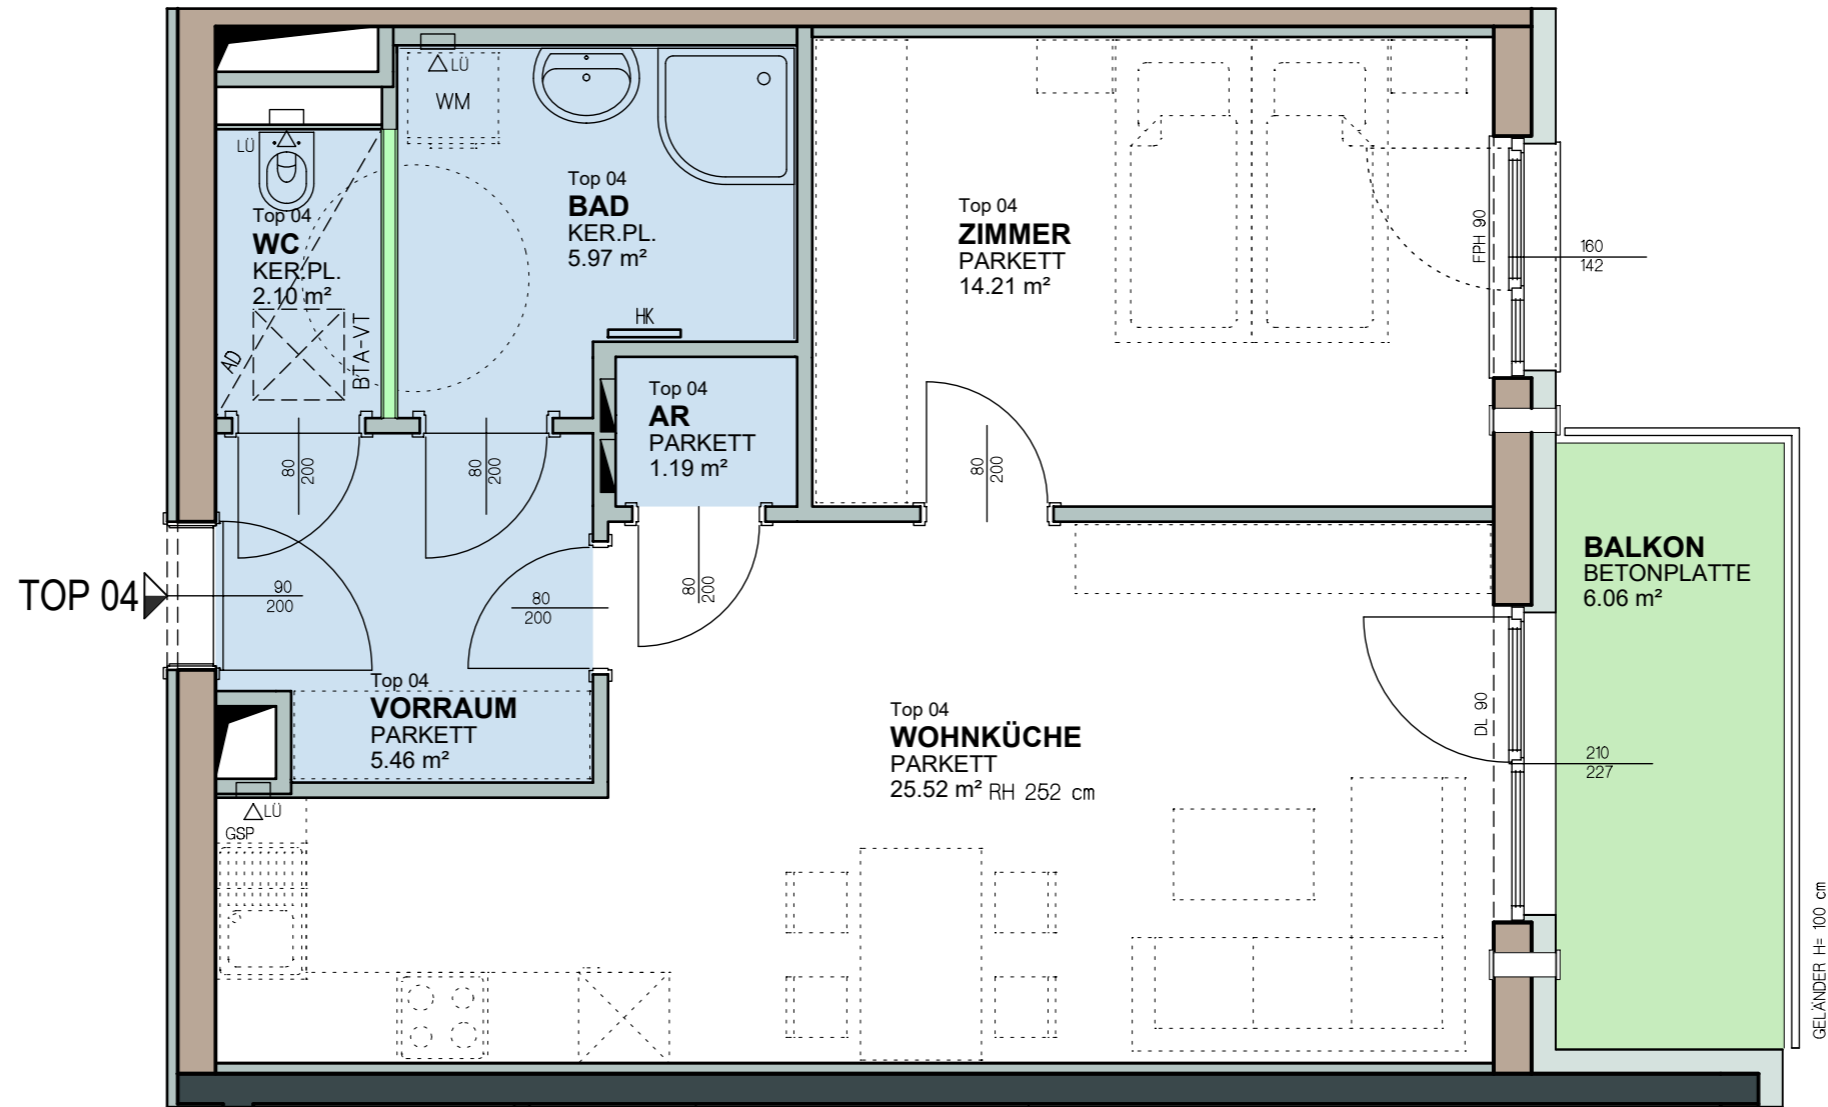 LÜ
WM
LÜ
Top 04
WC
KER.PL.
2.10 m²
AD
BTA-VT
Top 04
BAD
KER.PL.
5.97 m²
HK
Top 04
ZIMMER
PARKETT
14.21 m²
FPH 90
160
142
Top 04
AR
PARKETT
1.19 m²
80
200
80
200
80
200
80
200
TOP 04
90
200
80
200
BALKON
BETONPLATTE
6.06 m²
Top 04
VORRAUM
PARKETT
5.46 m²
Top 04
WOHNKÜCHE
PARKETT
25.52 m² RH 252 cm
DL 90
210
227
LÜ
GSP
GELÄNDER H= 100 cm